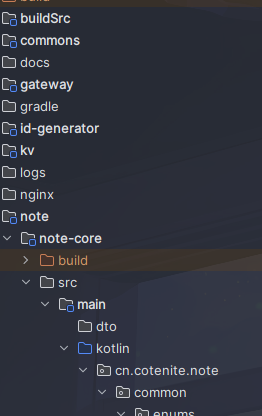 build
buildSrc
commons
docs
gateway
gradle
id-generator
kv
logs
nginx
note
note-core
build
src
main
dto
kotlin
cn.cotenite.note
common
enums